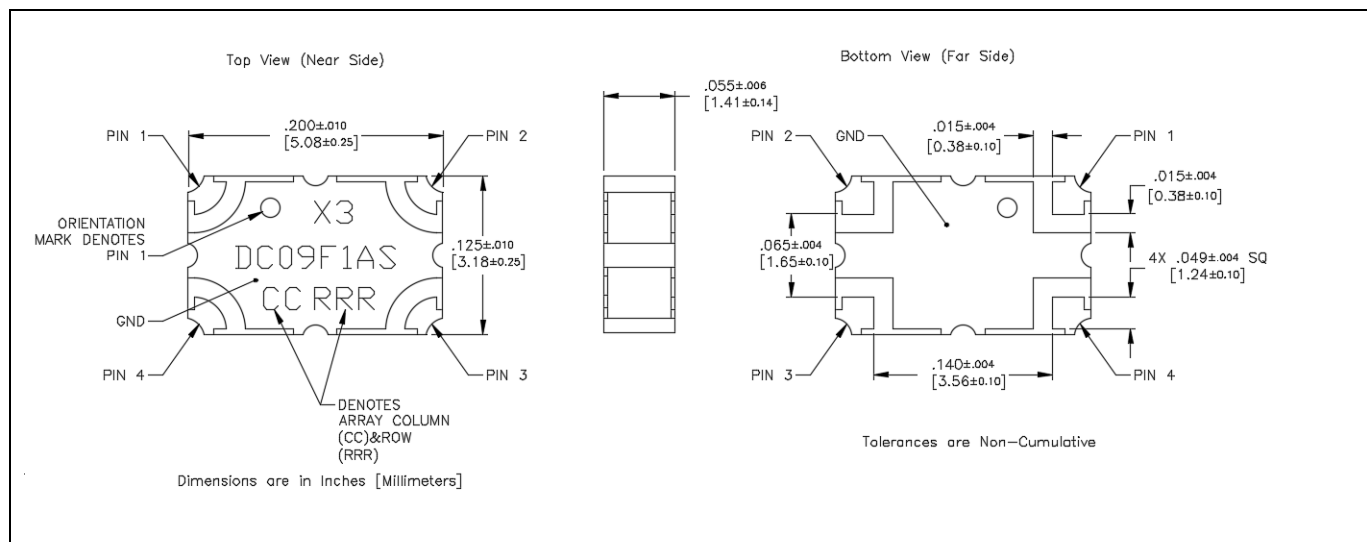 Top View (Near Side)
PIN 1
.200±.010
[5.08±0.25]
PIN 2
ORIENTATION
MARK DENOTES
PIN 1
X3
DC09F1AS
CC RRR
.125±.010
[3.18±0.25]
GND
PIN 4
PIN 3
DENOTES
ARRAY COLUMN
(CC)&ROW
(RRR)
Dimensions are in Inches [Millimeters]
.055±.006
[1.41±0.14]
Bottom View (Far Side)
PIN 2
GND
.015±.004
[0.38±0.10]
PIN 1
.015±.004
[0.38±0.10]
.065±.004
[1.65±0.10]
4X .049±.004 SQ
[1.24±0.10]
PIN 3
.140±.004
[3.56±0.10]
PIN 4
Tolerances are Non-Cumulative